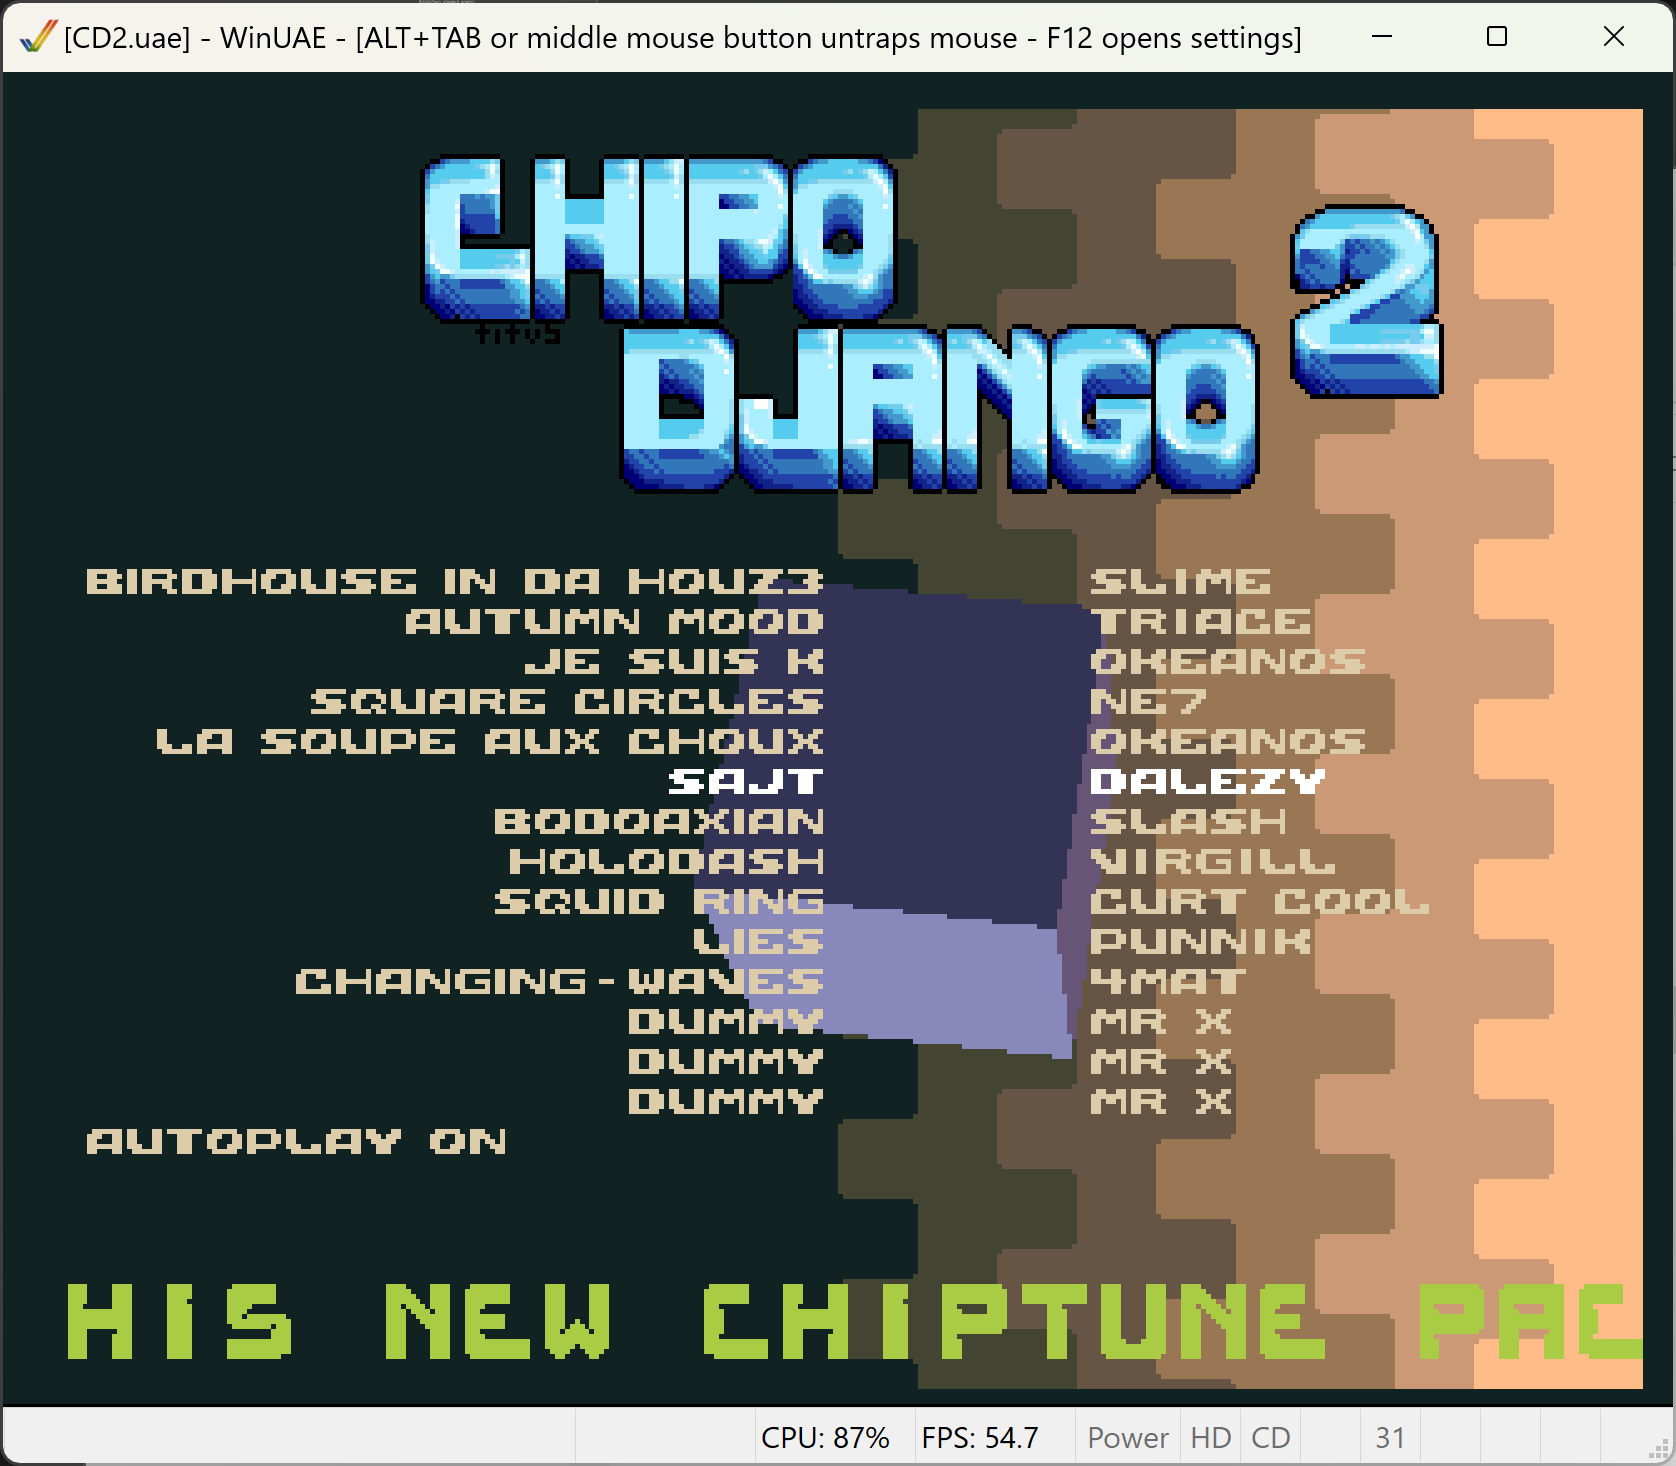 [CD2.uae] - WinUAE - [ALT+TAB or middle mouse button untraps mouse - F12 opens settings]
CHIPO
titus
DJANGO 2
BIRDHOUSE IN DA HOUZ3 SLIME
AUTUMN MOOD TRIACE
JE SUIS K OKEANOS
SQUARE CIRCLES NE7
LA SOUPE AUX CHOUX OKEANOS
SAJT DALEZY
BODOAXIAN SLASH
HOLODASH VIRGILL
SQUID RING CURT COOL
LIES PUNNIK
CHANGING-WAVES 4MAT
DUMMY MR X
DUMMY MR X
DUMMY MR X
AUTOPLAY ON
HIS NEW CHIPTUNE PAC
CPU: 87% FPS: 54.7 Power HD CD 31